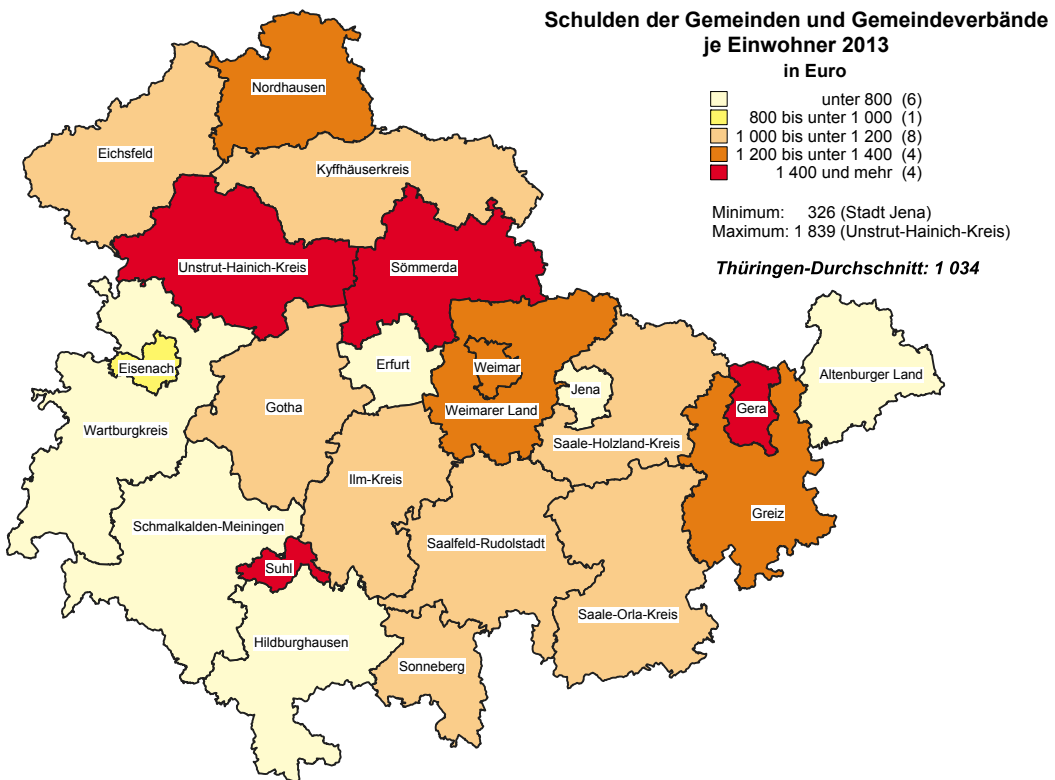 Schulden der Gemeinden und Gemeindeverbände
je Einwohner 2013
in Euro
unter 800 (6)
800 bis unter 1 000 (1)
1 000 bis unter 1 200 (8)
1 200 bis unter 1 400 (4)
1 400 und mehr (4)
Minimum: 326 (Stadt Jena)
Maximum: 1 839 (Unstrut-Hainich-Kreis)
Thüringen-Durchschnitt: 1 034
Nordhausen
Eichsfeld
Kyffhäuserkreis
Unstrut-Hainich-Kreis
Sömmerda
Eisenach
Erfurt
Weimar
Jena
Altenburger Land
Gotha
Weimarer Land
Gera
Wartburgkreis
Saale-Holzland-Kreis
Ilm-Kreis
Greiz
Schmalkalden-Meiningen
Saalfeld-Rudolstadt
Suhl
Saale-Orla-Kreis
Hildburghausen
Sonneberg